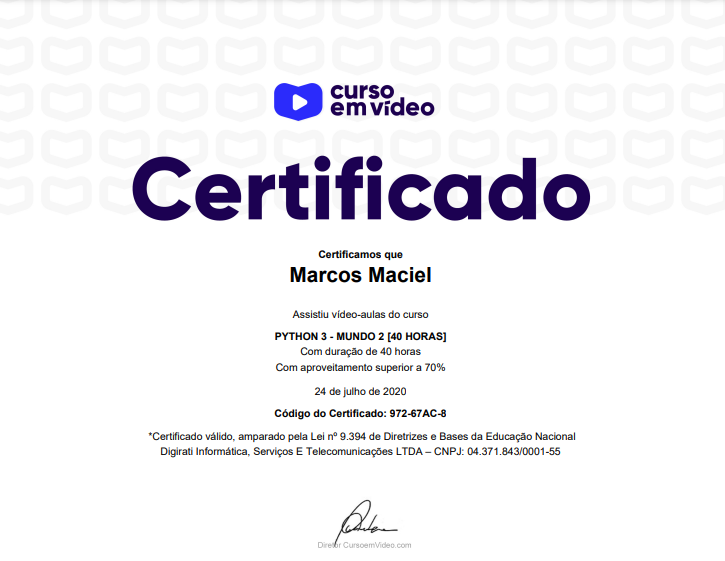 curso
em vídeo
Certificado
Certificamos que
Marcos Maciel
Assistiu vídeo-aulas do curso
PYTHON 3 - MUNDO 2 [40 HORAS]
Com duração de 40 horas
Com aproveitamento superior a 70%
24 de julho de 2020
Código do Certificado: 972-67AC-8
*Certificado válido, amparado pela Lei nº 9.394 de Diretrizes e Bases da Educação Nacional
Digirati Informática, Serviços E Telecomunicações LTDA – CNPJ: 04.371.843/0001-55
Diretor CursoemVideo.com